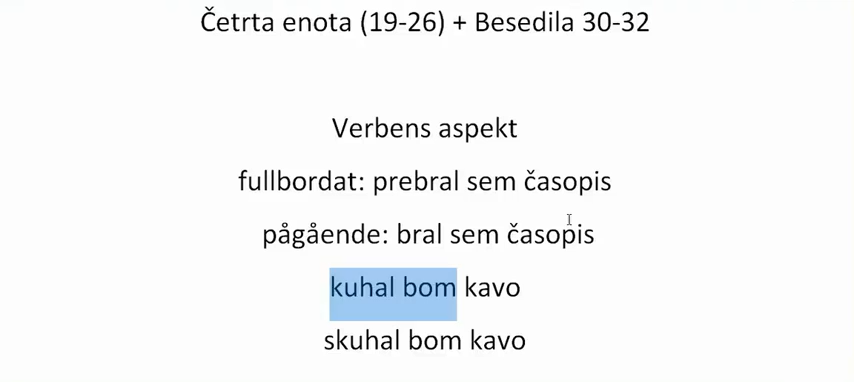 Četrta enota (19-26) + Besedila 30-32
Verbens aspekt
fullbordat: prebral sem časopis
pågående: bral sem časopis
kuhal bom kavo
skuhal bom kavo